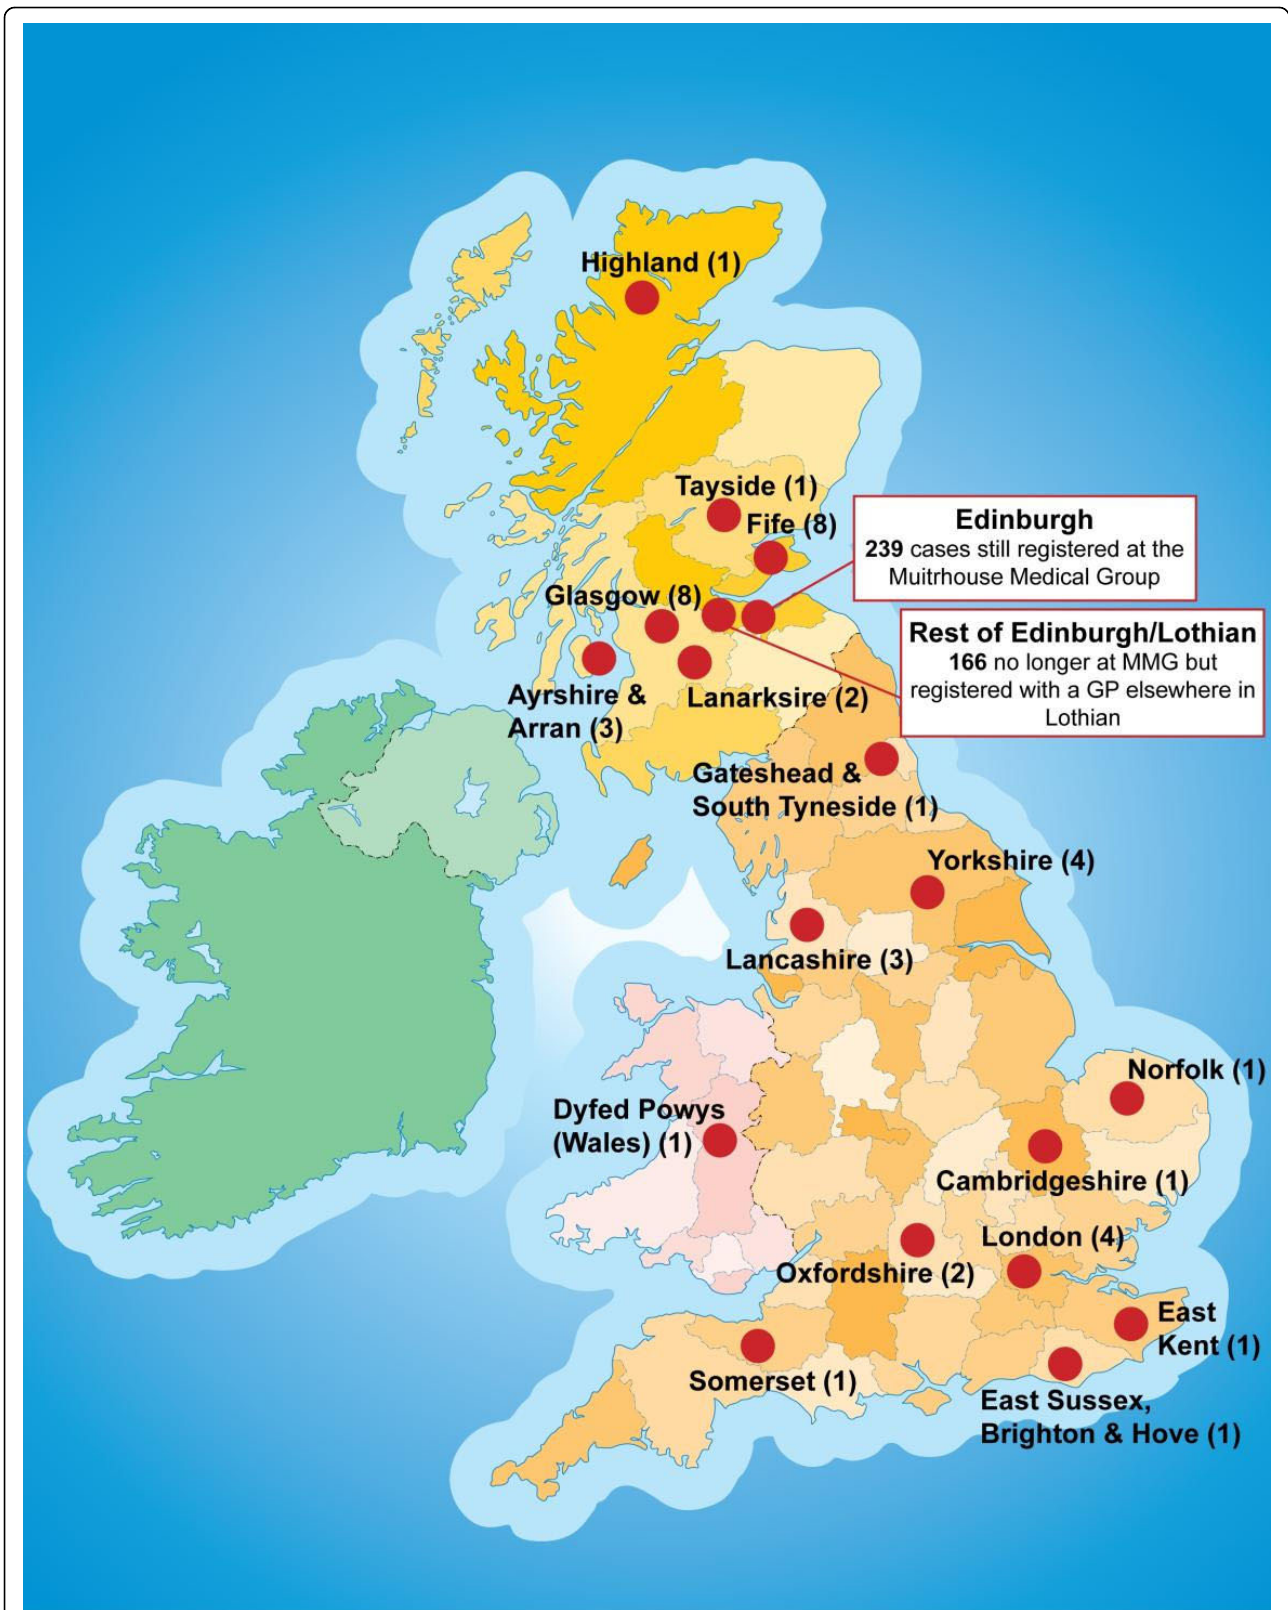 Highland (1)
Tayside (1)
Fife (8)
Edinburgh
239 cases still registered at the
Muitrhouse Medical Group
Glasgow (8)
Rest of Edinburgh/Lothian
166 no longer at MMG but
registered with a GP elsewhere in
Lothian
Ayrshire &
Arran (3)
Lanarksire (2)
Gateshead &
South Tyneside (1)
Yorkshire (4)
Lancashire (3)
Norfolk (1)
Dyfed Powys
(Wales) (1)
Cambridgeshire (1)
London (4)
Oxfordshire (2)
East
Kent (1)
Somerset (1)
East Sussex,
Brighton & Hove (1)